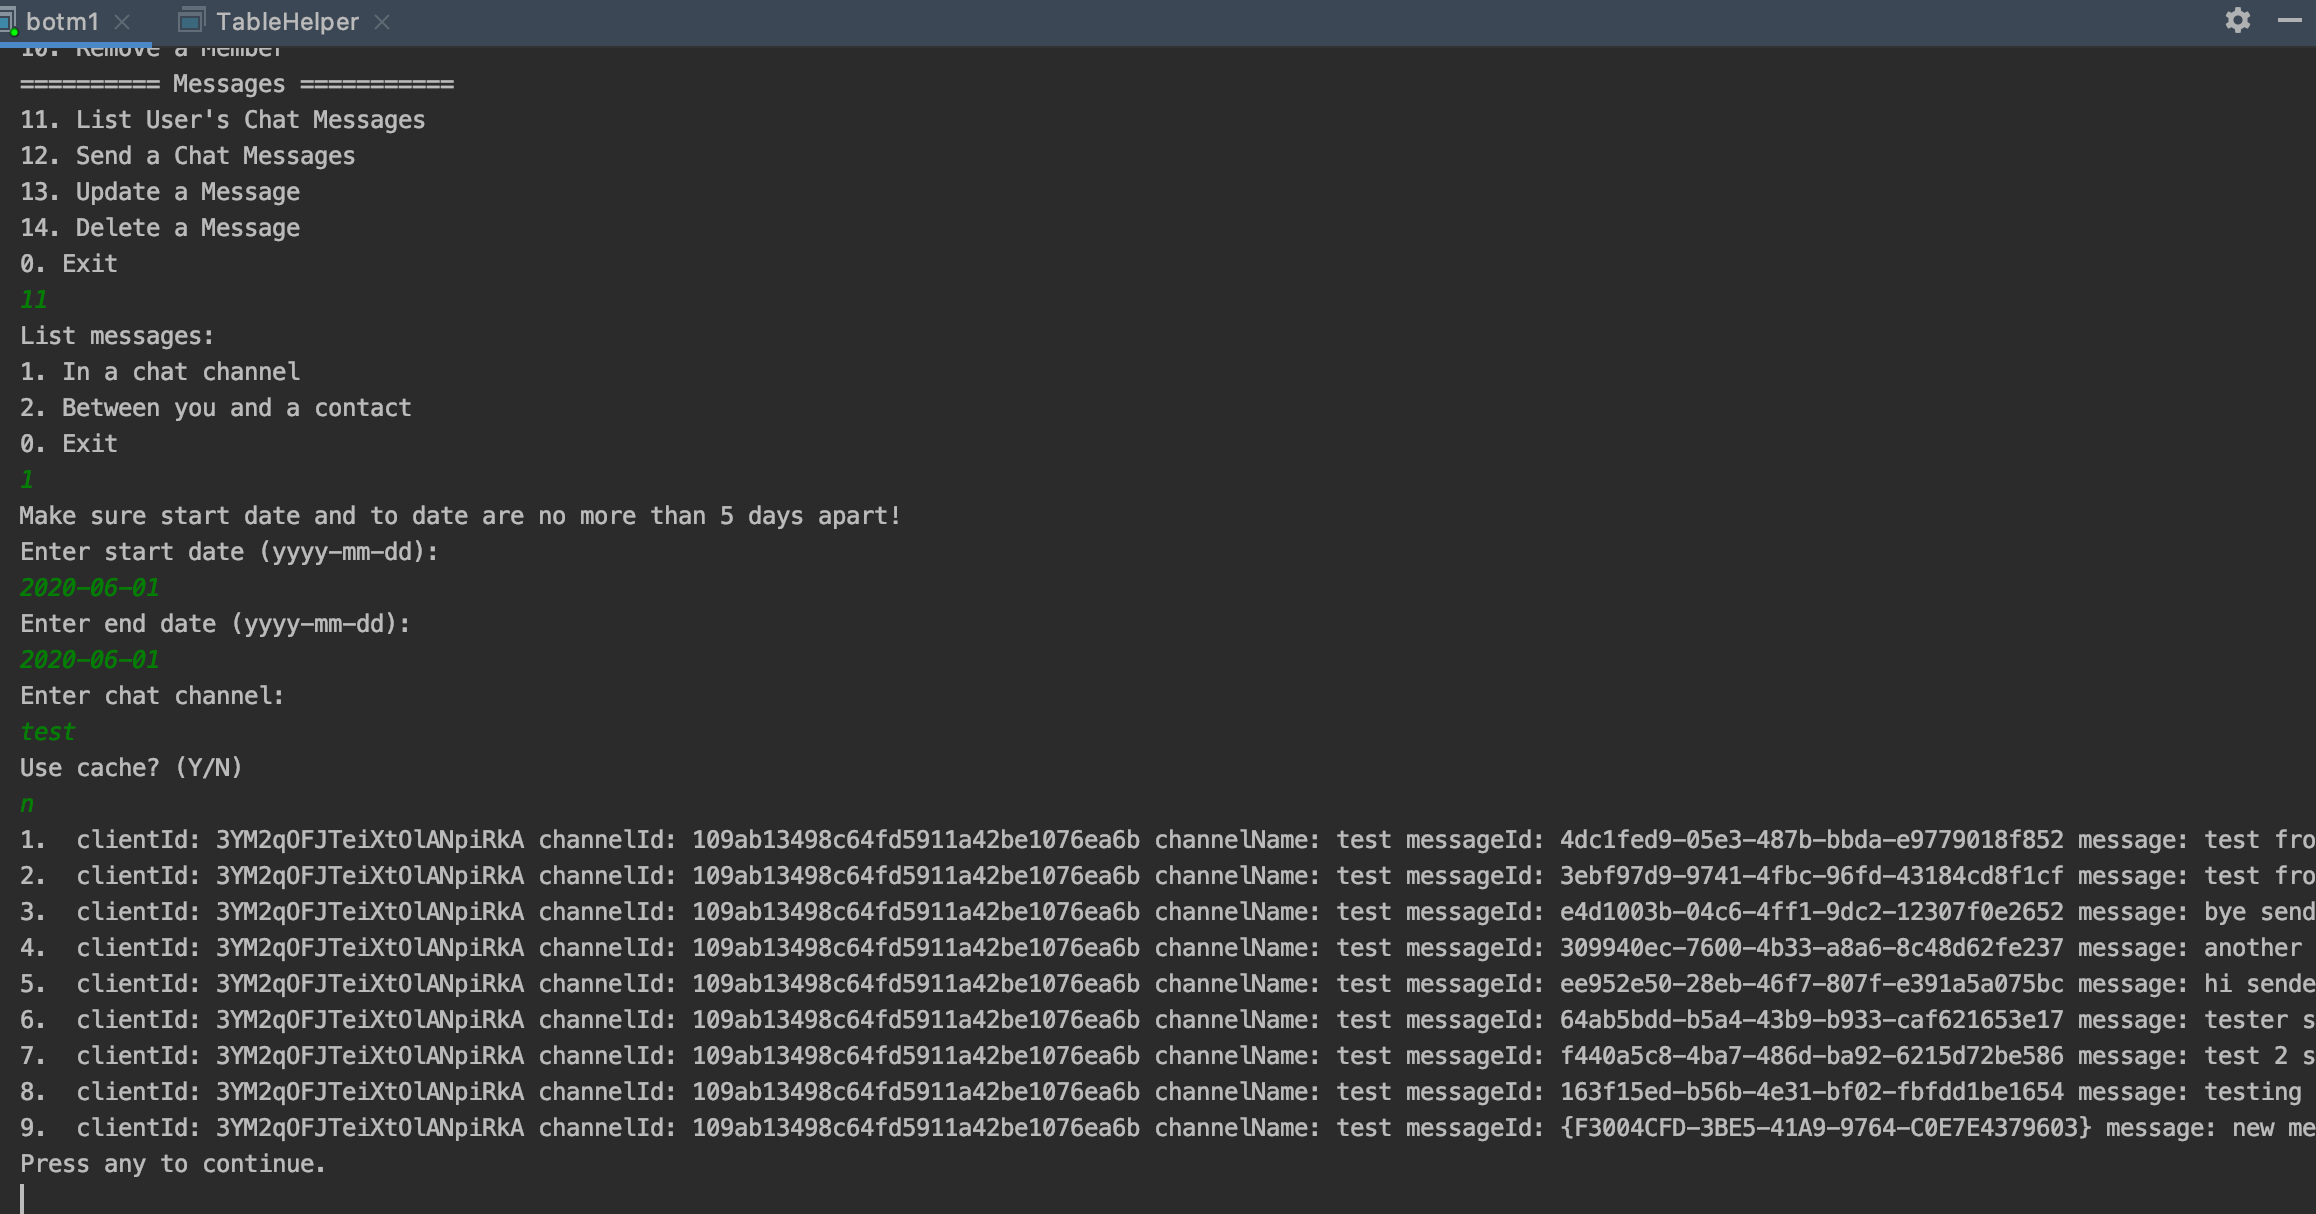 botm1 TableHelper
10. Remove a Member
========== Messages ===========
11. List User's Chat Messages
12. Send a Chat Messages
13. Update a Message
14. Delete a Message
0. Exit
11
List messages:
1. In a chat channel
2. Between you and a contact
0. Exit
1
Make sure start date and to date are no more than 5 days apart!
Enter start date (yyyy-mm-dd):
2020-06-01
Enter end date (yyyy-mm-dd):
2020-06-01
Enter chat channel:
test
Use cache? (Y/N)
n
1.  clientId: 3YM2qOFJTeiXtOlANpiRkA channelId: 109ab13498c64fd5911a42be1076ea6b channelName: test messageId: 4dc1fed9-05e3-487b-bbda-e9779018f852 message: test fro
2.  clientId: 3YM2qOFJTeiXtOlANpiRkA channelId: 109ab13498c64fd5911a42be1076ea6b channelName: test messageId: 3ebf97d9-9741-4fbc-96fd-43184cd8f1cf message: test fro
3.  clientId: 3YM2qOFJTeiXtOlANpiRkA channelId: 109ab13498c64fd5911a42be1076ea6b channelName: test messageId: e4d1003b-04c6-4ff1-9dc2-12307f0e2652 message: bye send
4.  clientId: 3YM2qOFJTeiXtOlANpiRkA channelId: 109ab13498c64fd5911a42be1076ea6b channelName: test messageId: 309940ec-7600-4b33-a8a6-8c48d62fe237 message: another
5.  clientId: 3YM2qOFJTeiXtOlANpiRkA channelId: 109ab13498c64fd5911a42be1076ea6b channelName: test messageId: ee952e50-28eb-46f7-807f-e391a5a075bc message: hi sende
6.  clientId: 3YM2qOFJTeiXtOlANpiRkA channelId: 109ab13498c64fd5911a42be1076ea6b channelName: test messageId: 64ab5bdd-b5a4-43b9-b933-caf621653e17 message: tester s
7.  clientId: 3YM2qOFJTeiXtOlANpiRkA channelId: 109ab13498c64fd5911a42be1076ea6b channelName: test messageId: f440a5c8-4ba7-486d-ba92-6215d72be586 message: test 2 s
8.  clientId: 3YM2qOFJTeiXtOlANpiRkA channelId: 109ab13498c64fd5911a42be1076ea6b channelName: test messageId: 163f15ed-b56b-4e31-bf02-fbfdd1be1654 message: testing
9.  clientId: 3YM2qOFJTeiXtOlANpiRkA channelId: 109ab13498c64fd5911a42be1076ea6b channelName: test messageId: {F3004CFD-3BE5-41A9-9764-C0E7E4379603} message: new me
Press any to continue.